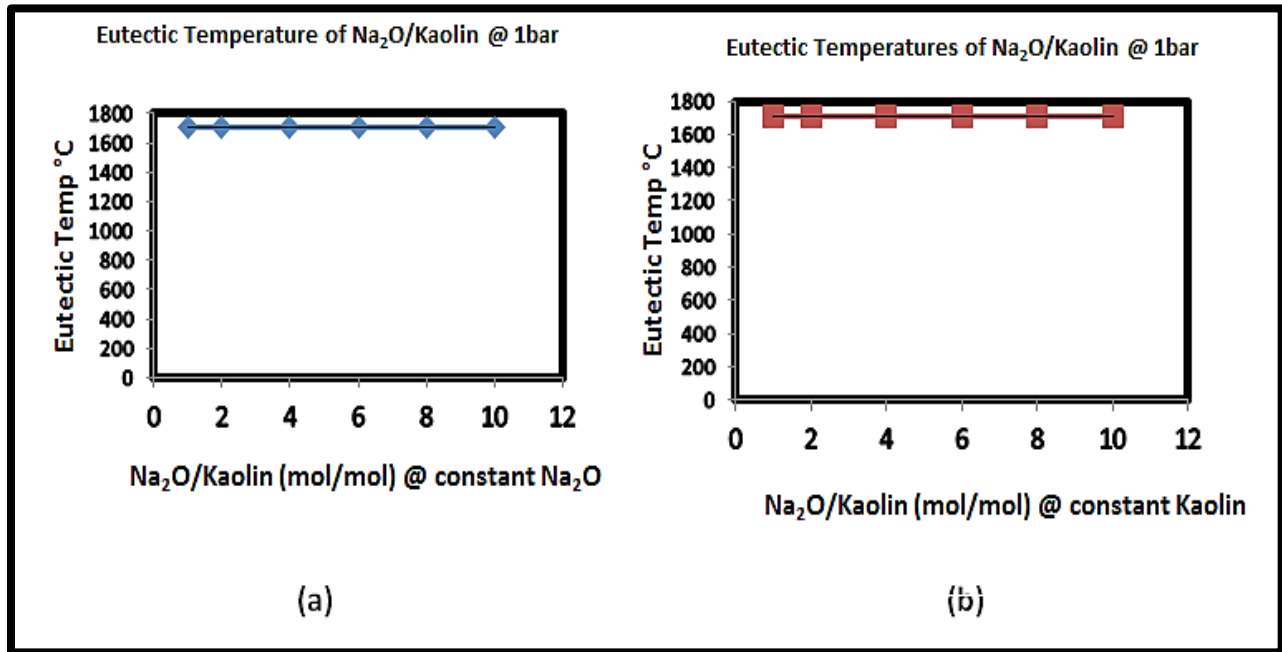 Eutectic Temperature of Na₂O/Kaolin @ 1bar
Eutectic Temp °C
1800
1600
1400
1200
1000
800
600
400
200
0
0 2 4 6 8 10 12
Na₂O/Kaolin (mol/mol) @ constant Na₂O
(a)
Eutectic Temperatures of Na₂O/Kaolin @ 1bar
Eutectic Temp °C
1800
1600
1400
1200
1000
800
600
400
200
0
0 2 4 6 8 10 12
Na₂O/Kaolin (mol/mol) @ constant Kaolin
(b)